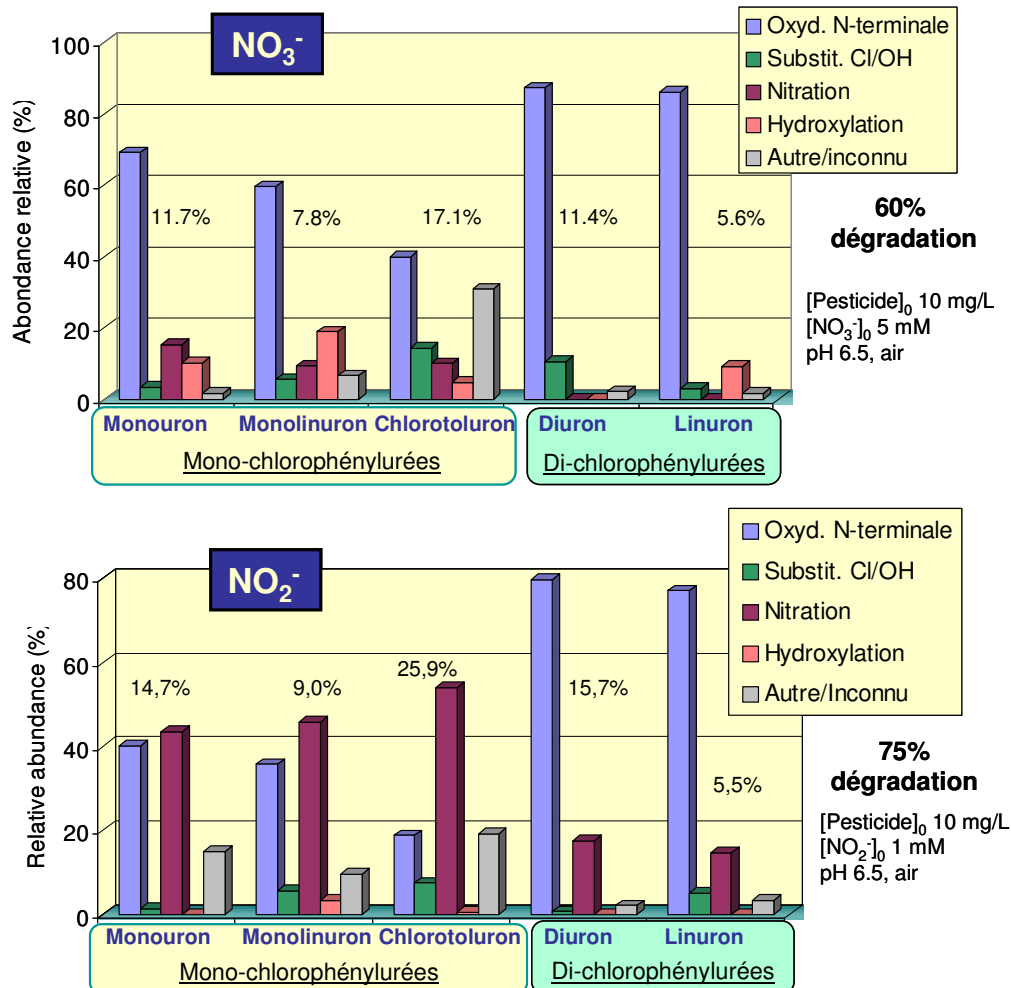 NO₃⁻
Oxyd. N-terminale
Substit. Cl/OH
Nitration
Hydroxylation
Autre/inconnu
Abondance relative (%)
100
80
60
40
20
0
11.7%
7.8%
17.1%
11.4%
5.6%
60%
dégradation
[Pesticide]₀ 10 mg/L
[NO₃⁻]₀ 5 mM
pH 6.5, air
Monouron Monolinuron Chlorotoluron Diuron Linuron
Mono-chlorophénylurées Di-chlorophénylurées
NO₂⁻
Oxyd. N-terminale
Substit. Cl/OH
Nitration
Hydroxylation
Autre/Inconnu
Relative abundance (%)
80
60
40
20
0
14,7%
9,0%
25,9%
15,7%
5,5%
75%
dégradation
[Pesticide]₀ 10 mg/L
[NO₂⁻]₀ 1 mM
pH 6.5, air
Monouron Monolinuron Chlorotoluron Diuron Linuron
Mono-chlorophénylurées Di-chlorophénylurées